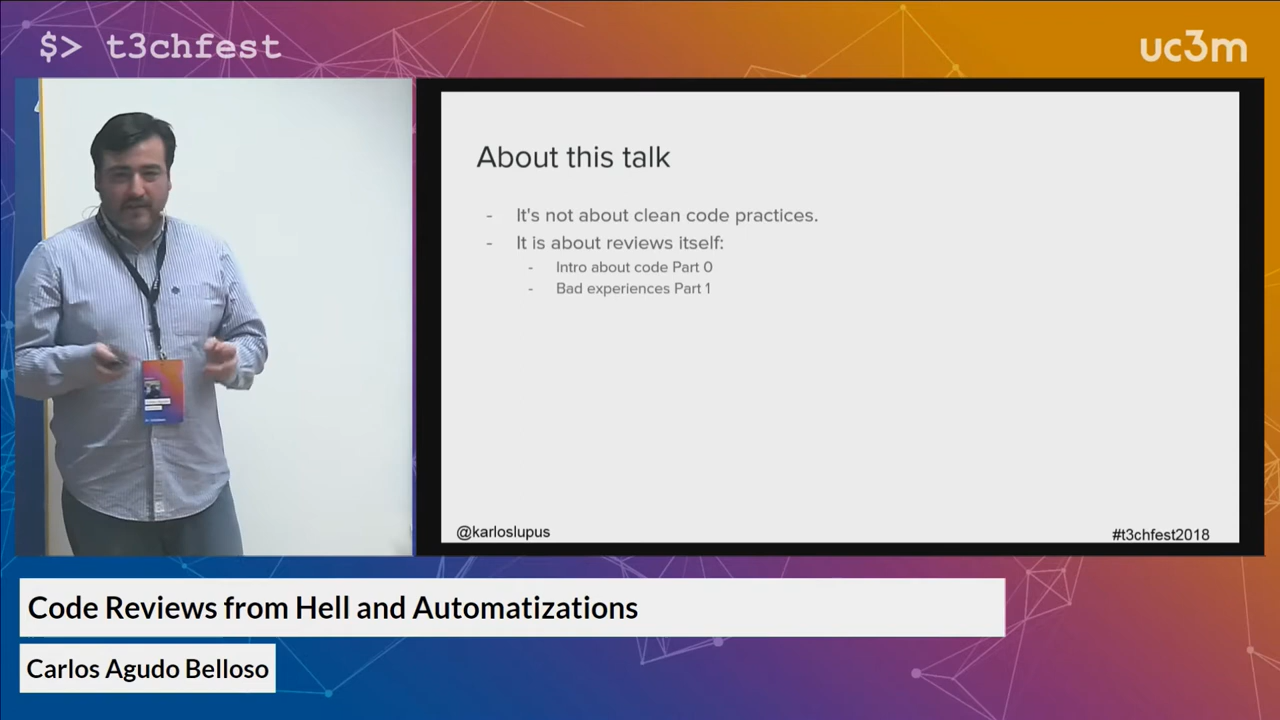 $> t3chfest
uc3m
About this talk
- It's not about clean code practices.
- It is about reviews itself:
- Intro about code Part 0
- Bad experiences Part 1
@karloslupus
#t3chfest2018
Code Reviews from Hell and Automatizations
Carlos Agudo Belloso